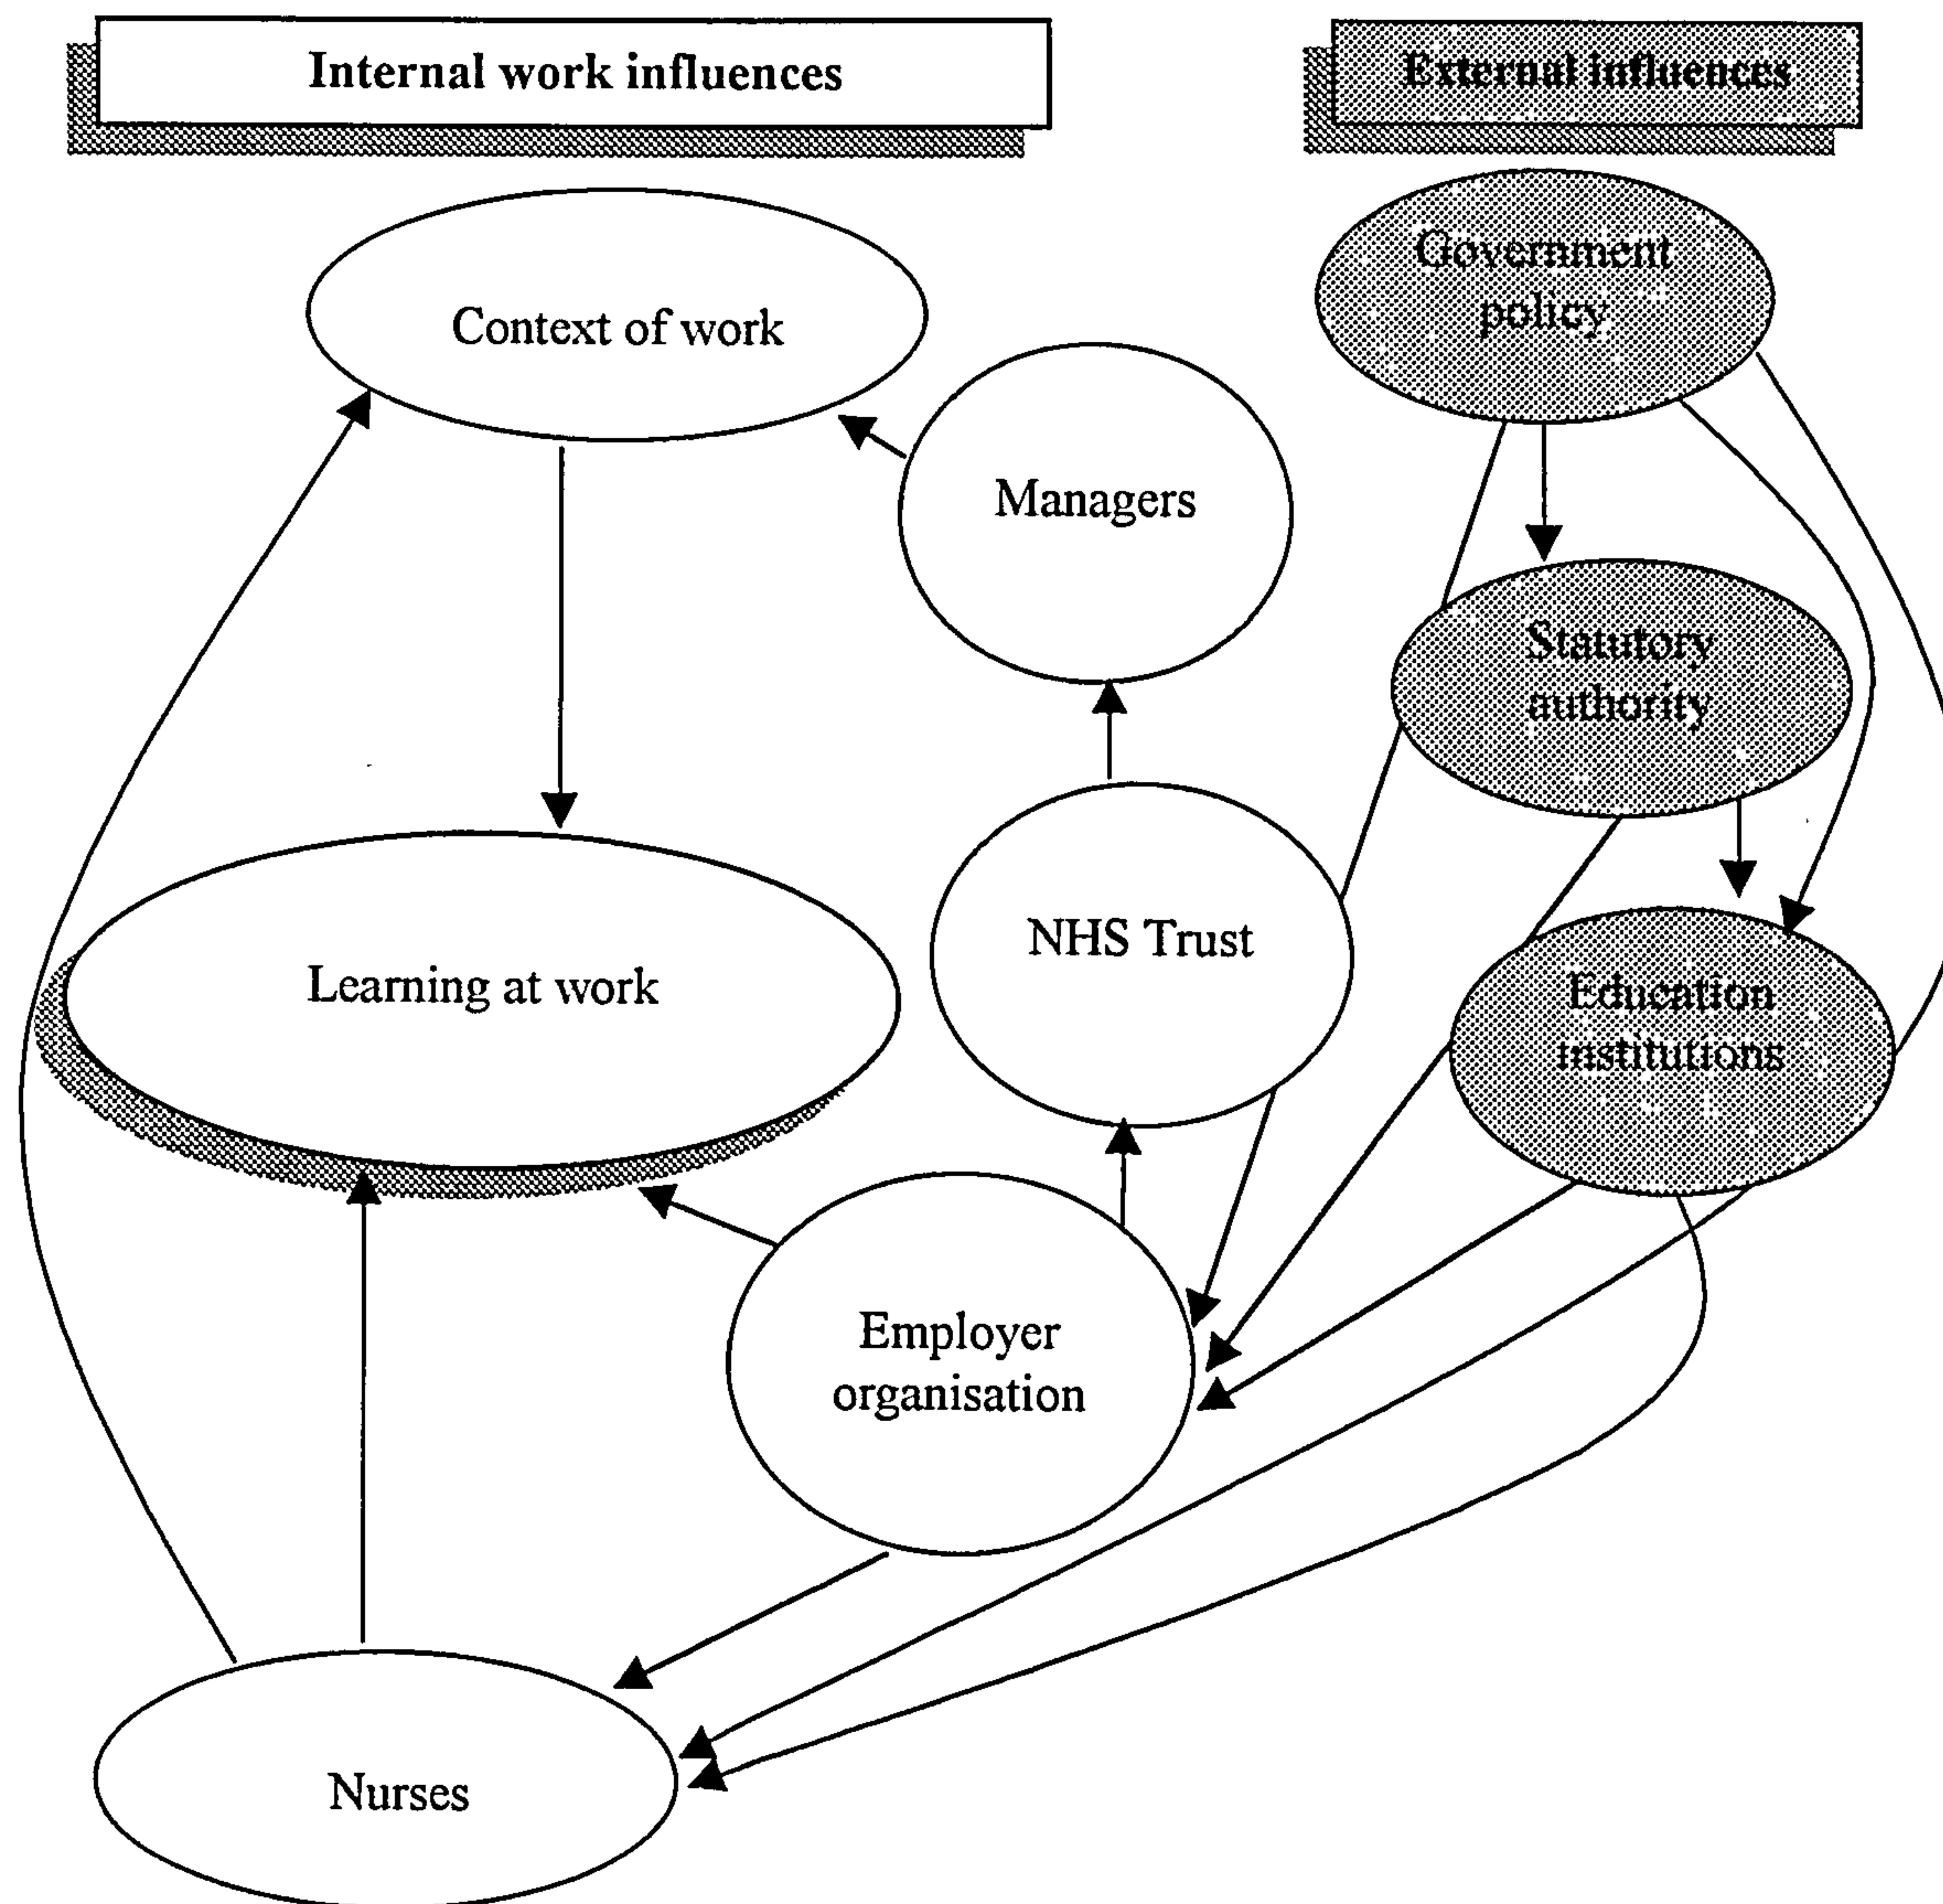 Internal work influences
External influences
Government
policy
Context of work
Managers
Statutory
authority
NHS Trust
Learning at work
Education
institutions
Employer
organisation
Nurses